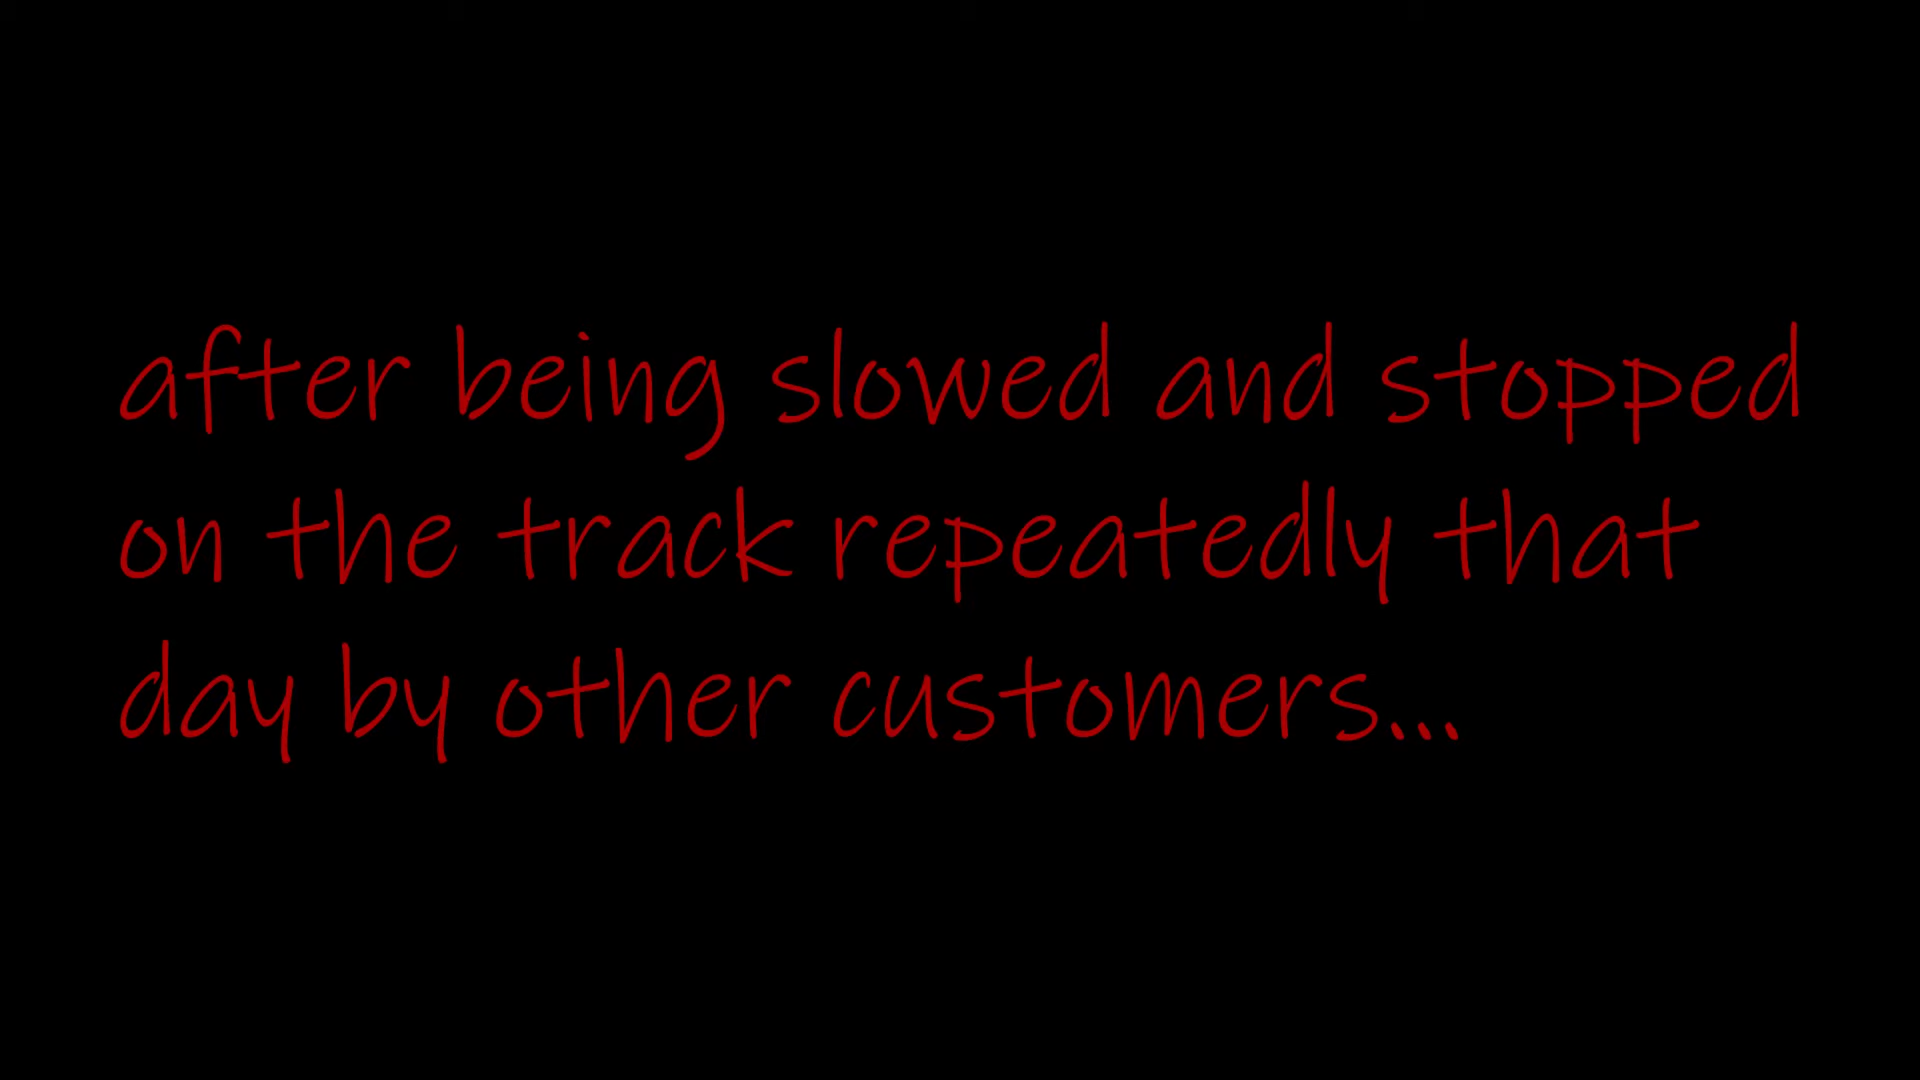 after being slowed and stopped
on the track repeatedly that
day by other customers...